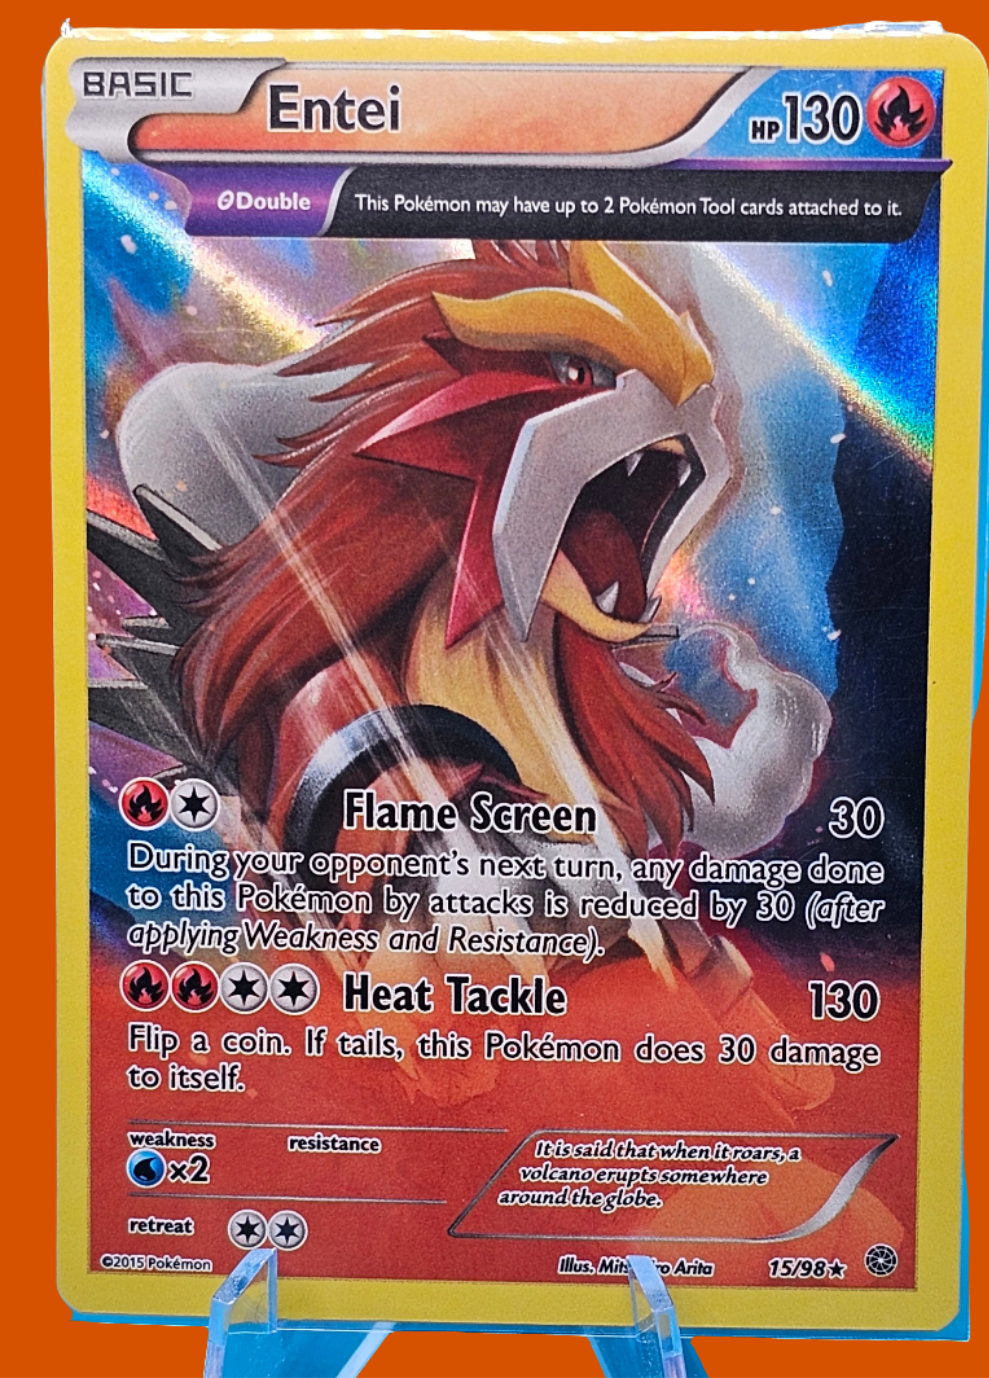 BASIC
Entei
HP130
θDouble
This Pokémon may have up to 2 Pokémon Tool cards attached to it.
Flame Screen 30
During your opponent's next turn, any damage done
to this Pokémon by attacks is reduced by 30 (after
applying Weakness and Resistance).
Heat Tackle 130
Flip a coin. If tails, this Pokémon does 30 damage
to itself.
weakness resistance
×2
It is said that when it roars, a
volcano erupts somewhere
around the globe.
retreat
©2015 Pokémon
Illus. Arita
15/98★